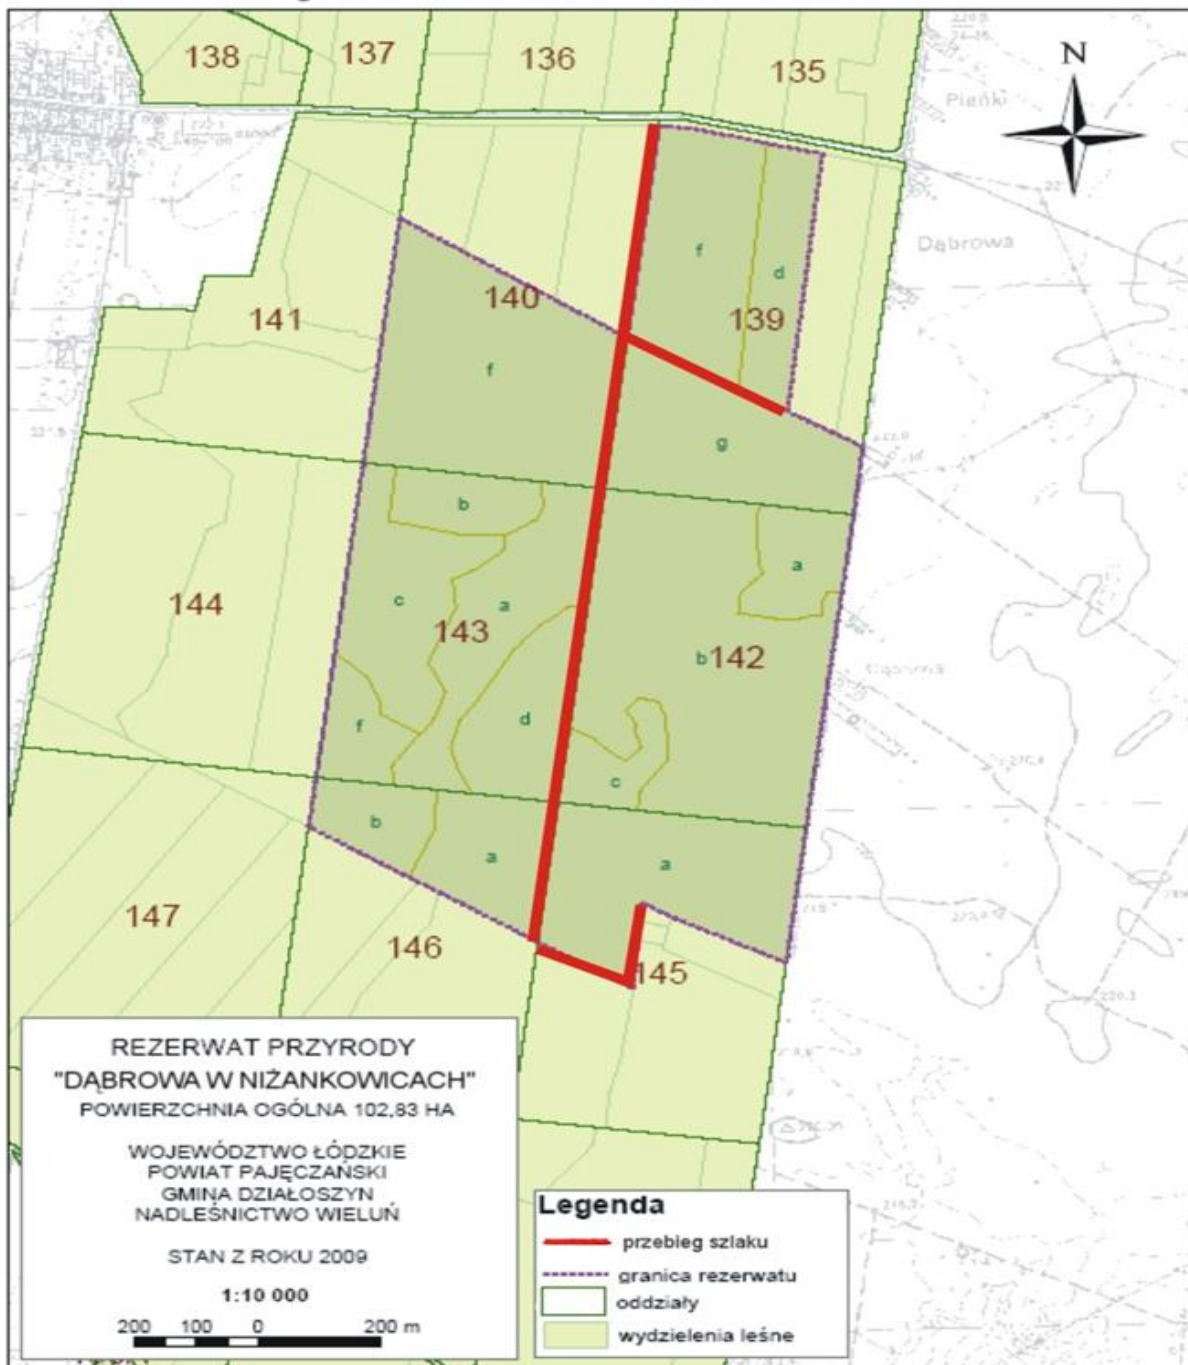 138
137
136
135
N
Pieńki
Dąbrowa
141
140
139
f
d
f
g
b
a
144
c
a
143
b
142
f
d
c
b
a
a
147
146
145
REZERWAT PRZYRODY
"DĄBROWA W NIŻANKOWICACH"
POWIERZCHNIA OGÓLNA 102,83 HA
WOJEWÓDZTWO ŁÓDZKIE
POWIAT PAJĘCZAŃSKI
GMINA DZIAŁOSZYN
NADLEŚNICTWO WIELUŃ
STAN Z ROKU 2009
1:10 000
200 100 0 200 m
Legenda
przebieg szlaku
granica rezerwatu
oddziały
wydzielenia leśne